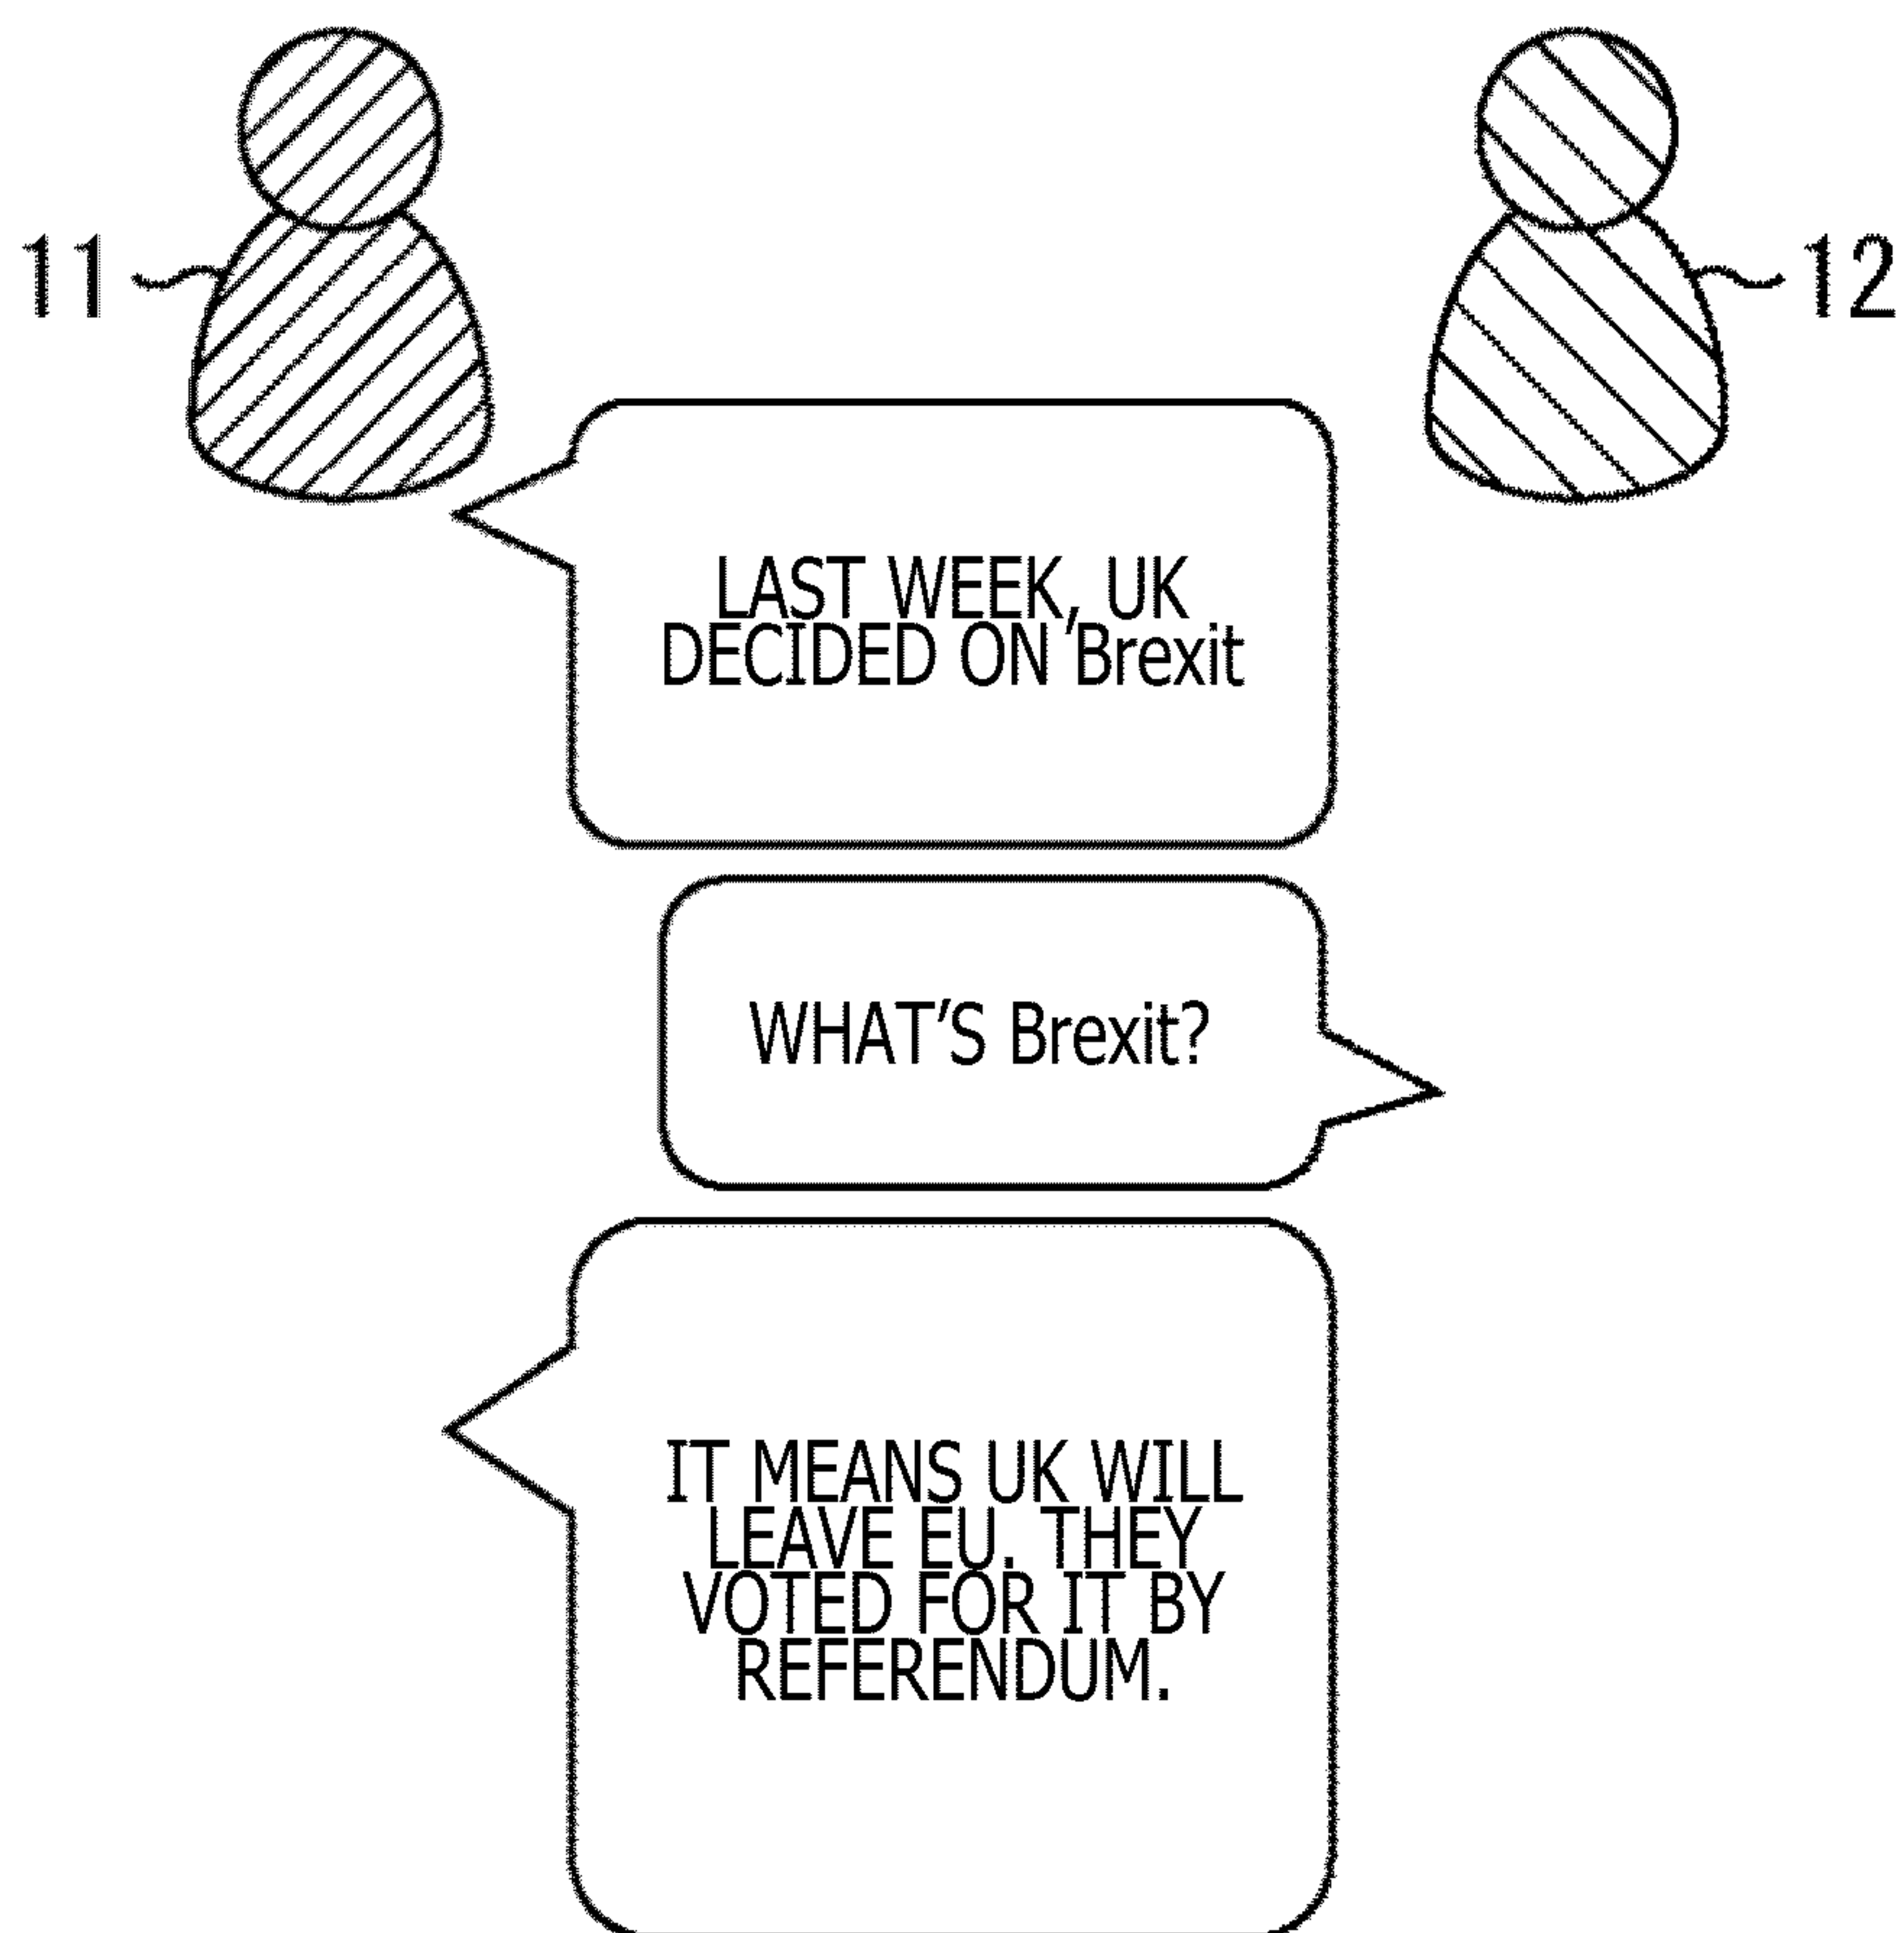 11
12
LAST WEEK, UK
DECIDED ON Brexit
WHAT'S Brexit?
IT MEANS UK WILL
LEAVE EU. THEY
VOTED FOR IT BY
REFERENDUM.